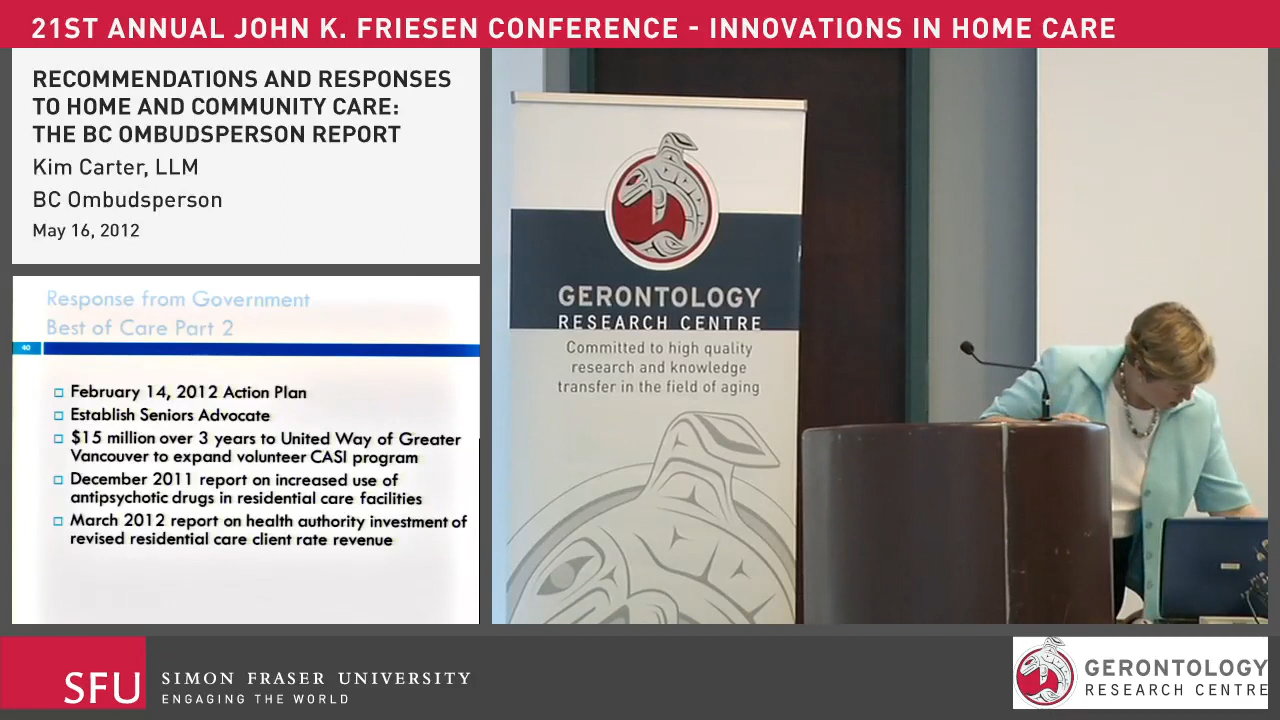 21ST ANNUAL JOHN K. FRIESEN CONFERENCE - INNOVATIONS IN HOME CARE
RECOMMENDATIONS AND RESPONSES
TO HOME AND COMMUNITY CARE:
THE BC OMBUDSPERSON REPORT
Kim Carter, LLM
BC Ombudsperson
May 16, 2012
Response from Government
Best of Care Part 2
40
February 14, 2012 Action Plan
Establish Seniors Advocate
$15 million over 3 years to United Way of Greater
Vancouver to expand volunteer CASI program
December 2011 report on increased use of
antipsychotic drugs in residential care facilities
March 2012 report on health authority investment of
revised residential care client rate revenue
GERONTOLOGY
RESEARCH CENTRE
Committed to high quality
research and knowledge
transfer in the field of aging
SFU
SIMON FRASER UNIVERSITY
ENGAGING THE WORLD
GERONTOLOGY
RESEARCH CENTRE